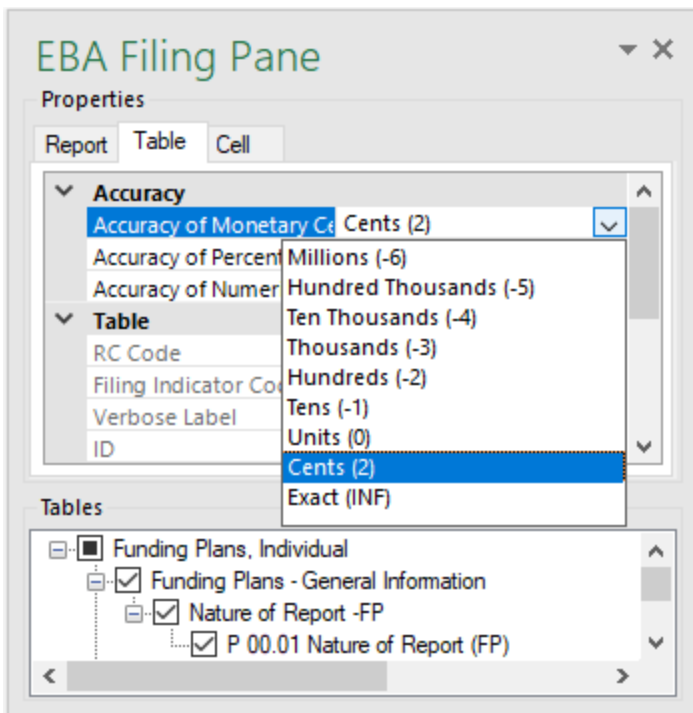 EBA Filing Pane
Properties
Report Table Cell
Accuracy
Accuracy of Monetary Ce Cents (2)
Accuracy of Percent
Accuracy of Numer
Table
RC Code
Filing Indicator Co
Verbose Label
ID
Millions (-6)
Hundred Thousands (-5)
Ten Thousands (-4)
Thousands (-3)
Hundreds (-2)
Tens (-1)
Units (0)
Cents (2)
Exact (INF)
Tables
Funding Plans, Individual
Funding Plans - General Information
Nature of Report -FP
P 00.01 Nature of Report (FP)